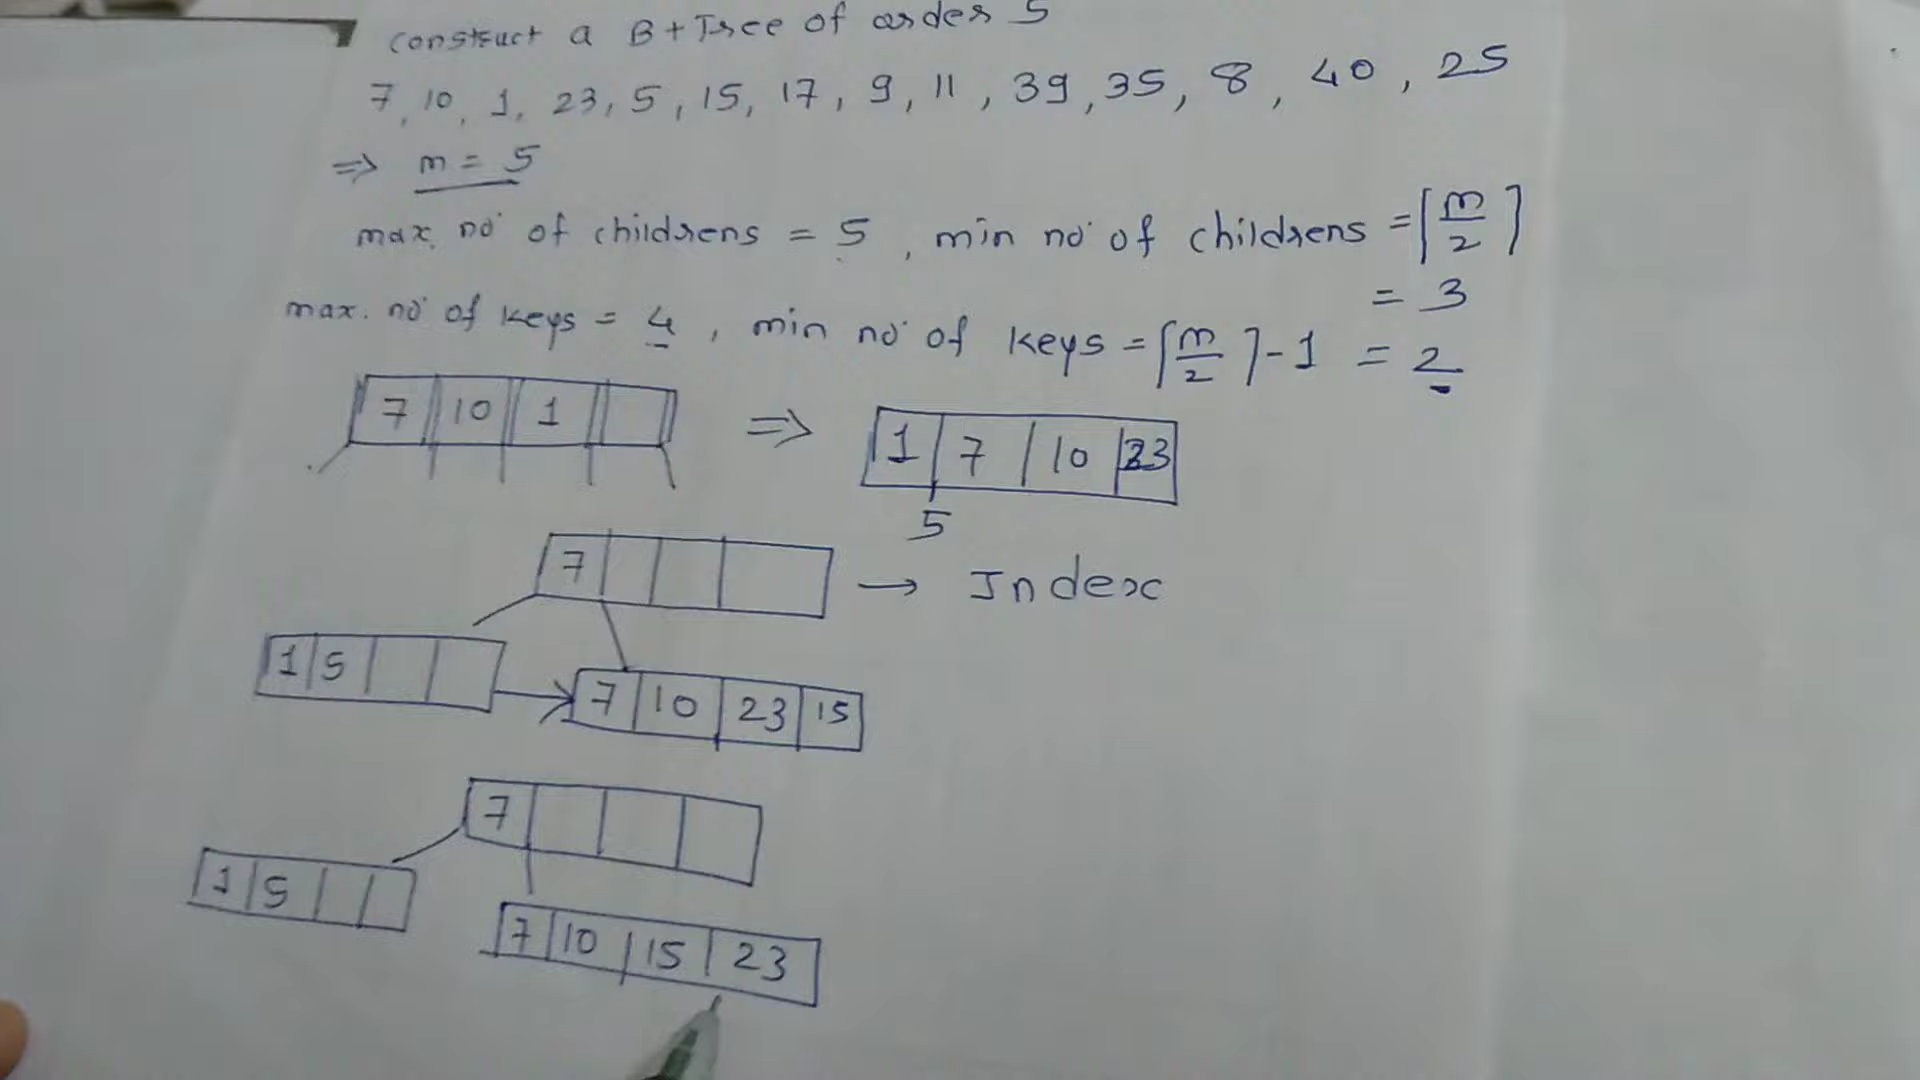 construct a B+Tree of order 5
7, 10, 1, 23, 5, 15, 17, 9, 11, 39, 35, 8, 40, 25
=> m = 5
max. no of childrens = 5, min no of childrens = ⌈m/2⌉
= 3
max. no of keys = 4, min no of keys = ⌈m/2⌉ - 1 = 2
7 10 1 => 1 7 10 23
5
7 → Index
1 5 → 7 10 23 15
7
1 5
7 10 15 23